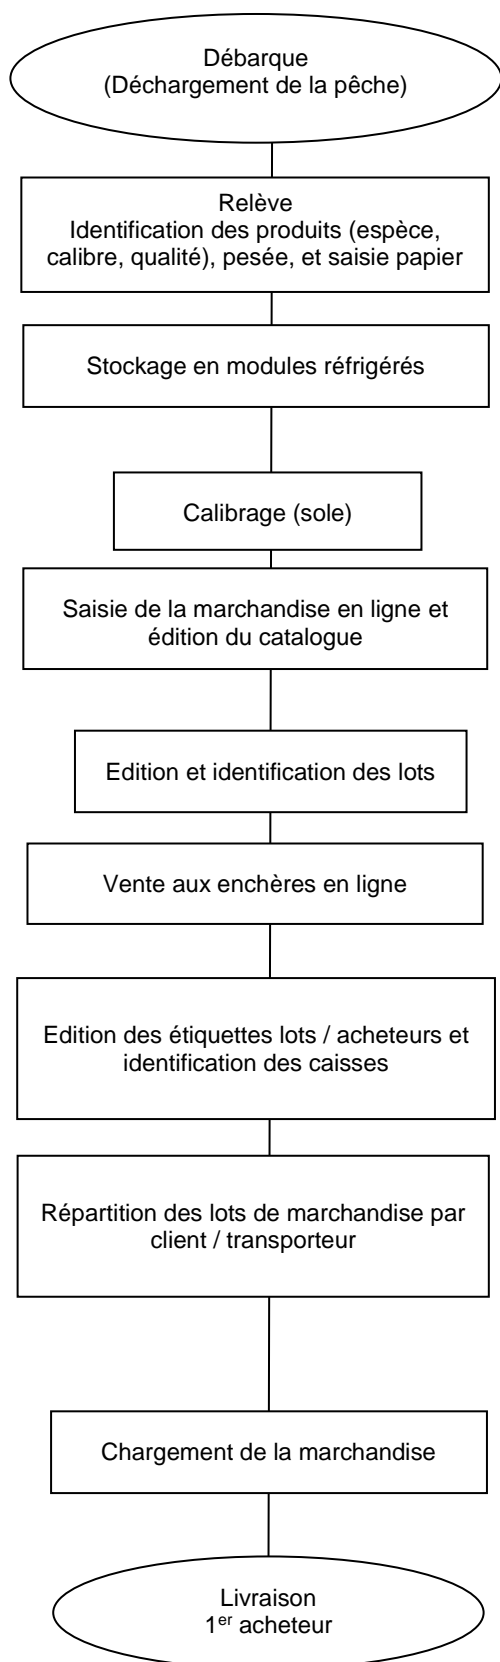 Débarque
(Déchargement de la pêche)
Relève
Identification des produits (espèce,
calibre, qualité), pesée, et saisie papier
Stockage en modules réfrigérés
Calibrage (sole)
Saisie de la marchandise en ligne et
édition du catalogue
Edition et identification des lots
Vente aux enchères en ligne
Edition des étiquettes lots / acheteurs et
identification des caisses
Répartition des lots de marchandise par
client / transporteur
Chargement de la marchandise
Livraison
1er acheteur